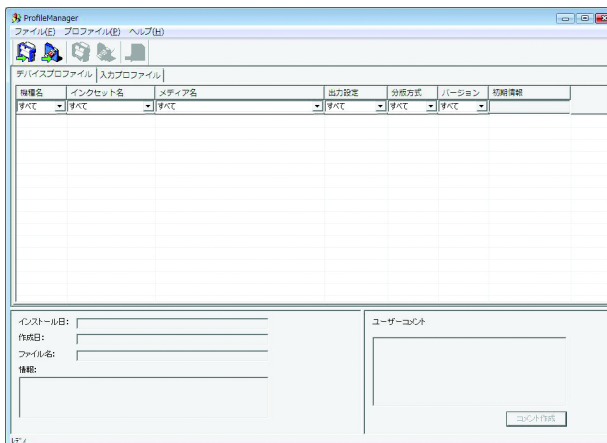 ProfileManager
ファイル(F) プロファイル(P) ヘルプ(H)
デバイスプロファイル 入力プロファイル
機種名 インクセット名 メディア名 出力設定 分版方式 バージョン 初期情報
すべて すべて すべて すべて すべて すべて
インストール日:
作成日:
ファイル名:
情報:
ユーザーコメント
コメント作成
レディ